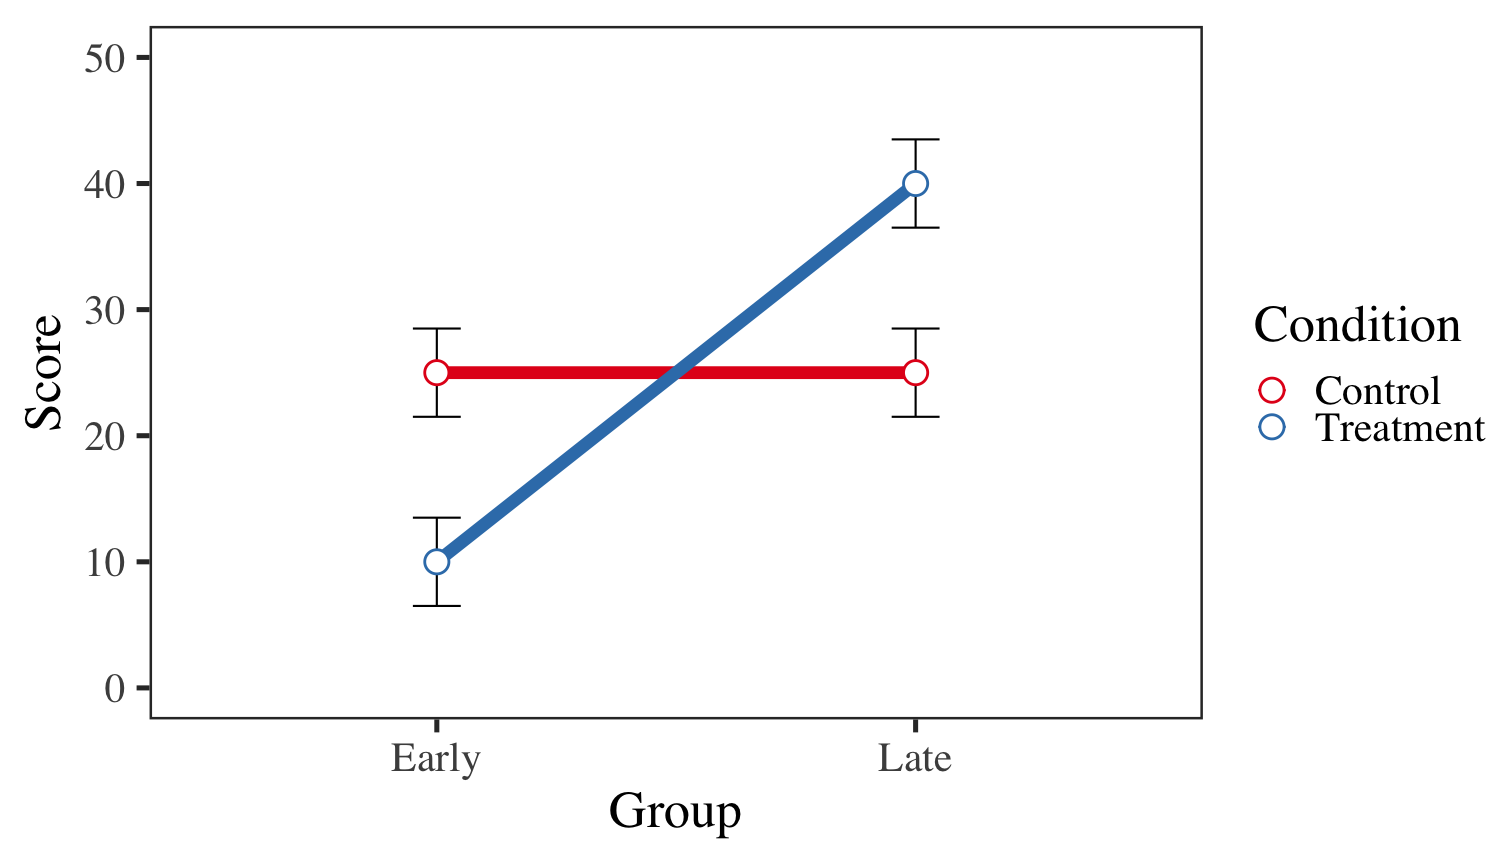 50
40
30
20
10
0
Score
Early Late
Group
Condition
Control
Treatment